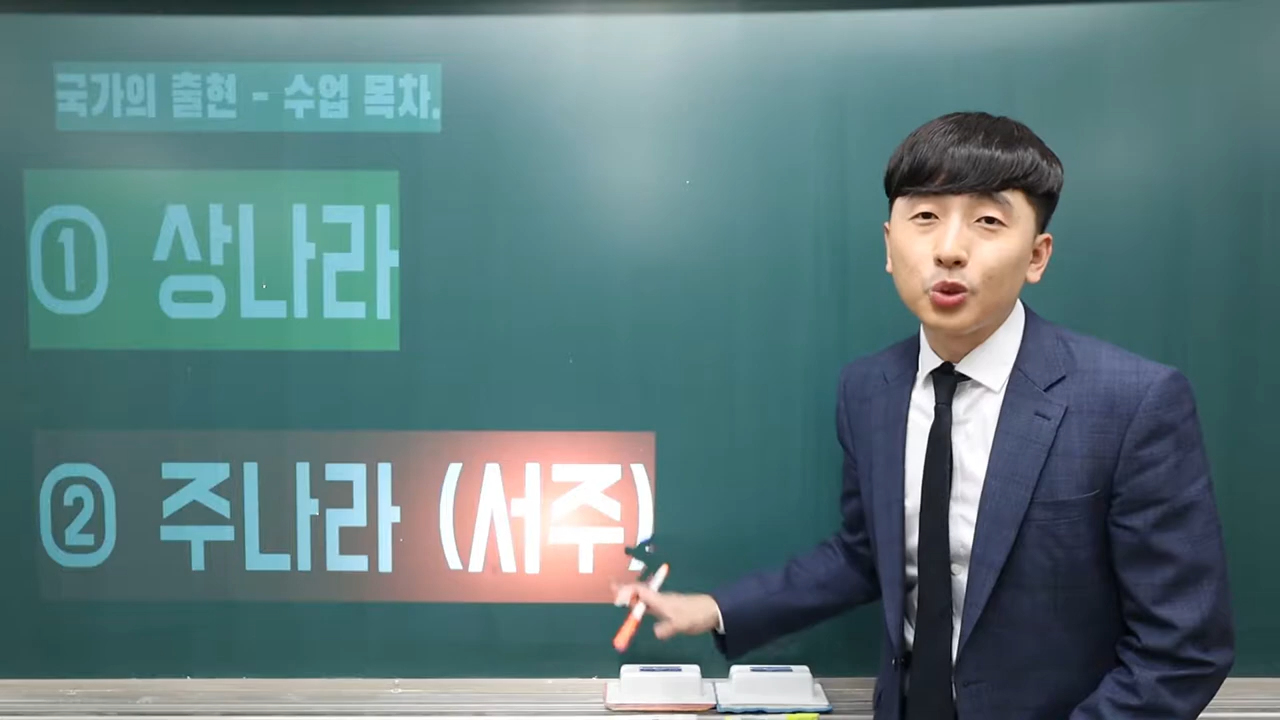 국가의 출현 - 수업 목차.
① 상나라
② 주나라 (서주)